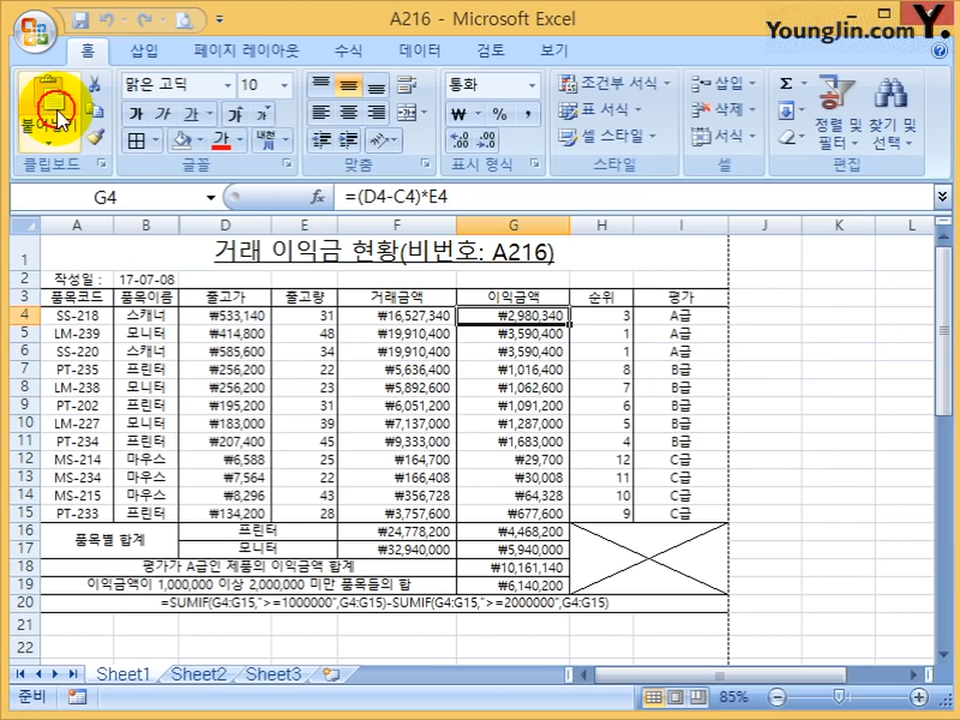 A216 - Microsoft Excel
YoungJin.com Y.
홈 삽입 페이지 레이아웃 수식 데이터 검토 보기
맑은 고딕 10 통화 조건부 서식 삽입 Σ
붙여넣기 가 가 가 가 가 ₩ % , 표 서식 삭제 정렬 및 찾기 및
가 내천 셀 스타일 서식 필터 선택
클립보드 글꼴 맞춤 표시 형식 스타일 셀 편집
G4 fx =(D4-C4)*E4
A B D E F G H I J K L
1 거래 이익금 현황(비번호: A216)
2 작성일 : 17-07-08
3 품목코드 품목이름 출고가 출고량 거래금액 이익금액 순위 평가
4 SS-218 스캐너 ₩533,140 31 ₩16,527,340 ₩2,980,340 3 A급
5 LM-239 모니터 ₩414,800 48 ₩19,910,400 ₩3,590,400 1 A급
6 SS-220 스캐너 ₩585,600 34 ₩19,910,400 ₩3,590,400 1 A급
7 PT-235 프린터 ₩256,200 22 ₩5,636,400 ₩1,016,400 8 B급
8 LM-238 모니터 ₩256,200 23 ₩5,892,600 ₩1,062,600 7 B급
9 PT-202 프린터 ₩195,200 31 ₩6,051,200 ₩1,091,200 6 B급
10 LM-227 모니터 ₩183,000 39 ₩7,137,000 ₩1,287,000 5 B급
11 PT-234 프린터 ₩207,400 45 ₩9,333,000 ₩1,683,000 4 B급
12 MS-214 마우스 ₩6,588 25 ₩164,700 ₩29,700 12 C급
13 MS-234 마우스 ₩7,564 22 ₩166,408 ₩30,008 11 C급
14 MS-215 마우스 ₩8,296 43 ₩356,728 ₩64,328 10 C급
15 PT-233 프린터 ₩134,200 28 ₩3,757,600 ₩677,600 9 C급
16 품목별 합계 프린터 ₩24,778,200 ₩4,468,200
17 모니터 ₩32,940,000 ₩5,940,000
18 평가가 A급인 제품의 이익금액 합계 ₩10,161,140
19 이익금액이 1,000,000 이상 2,000,000 미만 품목들의 합 ₩6,140,200
20 =SUMIF(G4:G15,">=1000000",G4:G15)-SUMIF(G4:G15,">=2000000",G4:G15)
21
22
Sheet1 Sheet2 Sheet3
준비 85%